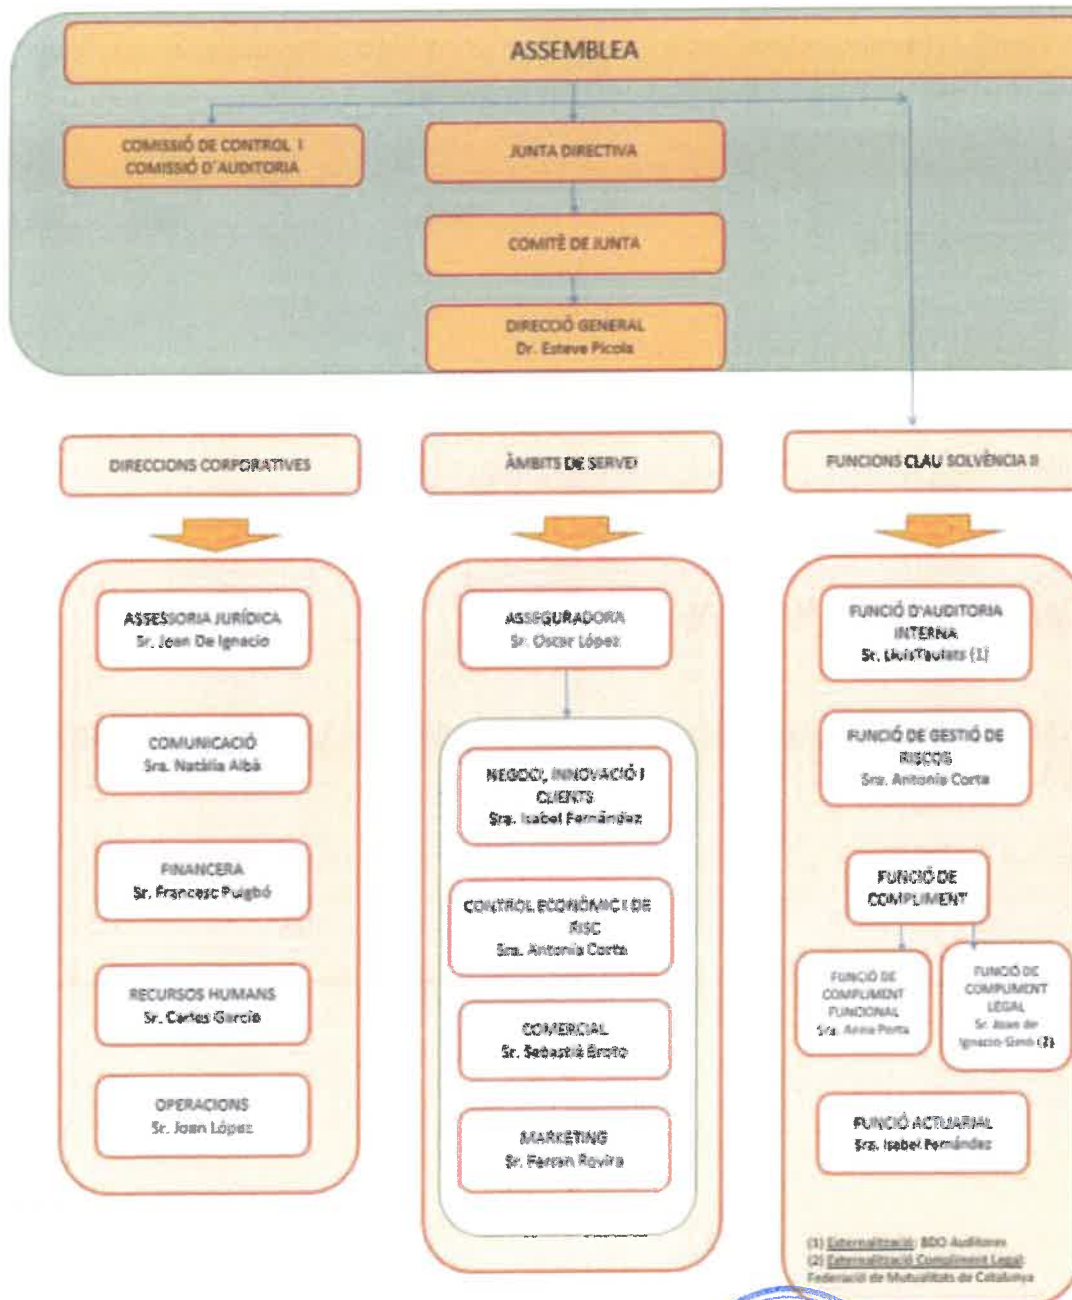 ASSEMBLEA
COMISSIÓ DE CONTROL I
COMISSIÓ D´AUDITORIA
JUNTA DIRECTIVA
COMITÈ DE JUNTA
DIRECCIÓ GENERAL
Dr. Esteve Picola
DIRECCIONS CORPORATIVES
ASSESSORIA JURÍDICA
Sr. Joan De Ignacio
COMUNICACIÓ
Sra. Natàlia Albà
FINANCERA
Sr. Francesc Puigbó
RECURSOS HUMANS
Sr. Carles García
OPERACIONS
Sr. Joan López
ÀMBITS DE SERVEI
ASSEGURADORA
Sr. Oscar López
NEGOCI, INNOVACIÓ I
CLIENTS
Sra. Isabel Fernández
CONTROL ECONÒMIC I DE
RISC
Sra. Antonia Corta
COMERCIAL
Sr. Sebastià Broto
MARKETING
Sr. Ferran Rovira
FUNCIONS CLAU SOLVÈNCIA II
FUNCIÓ D'AUDITORIA
INTERNA
Sr. Lluís Taulats (1)
FUNCIÓ DE GESTIÓ DE
RISCOS
Sra. Antonia Corta
FUNCIÓ DE
COMPLIMENT
FUNCIÓ DE
COMPLIMENT
FUNCIONAL
Sra. Anna Porta
FUNCIÓ DE
COMPLIMENT
LEGAL
Sr. Joan de
Ignacio-Simó (2)
FUNCIÓ ACTUARIAL
Sra. Isabel Fernández
(1) Externalització: BDO Auditores
(2) Externalització Compliment Legal:
Federació de Mutualitats de Catalunya